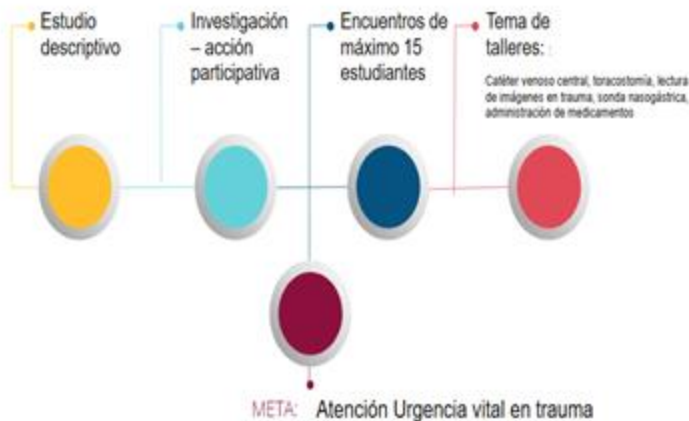 Estudio
descriptivo
Investigación
– acción
participativa
Encuentros de
máximo 15
estudiantes
Tema de
talleres: :
Catéter venoso central, toracostomía, lectura
de imágenes en trauma, sonda nasogástrica,
administración de medicamentos
META: Atención Urgencia vital en trauma